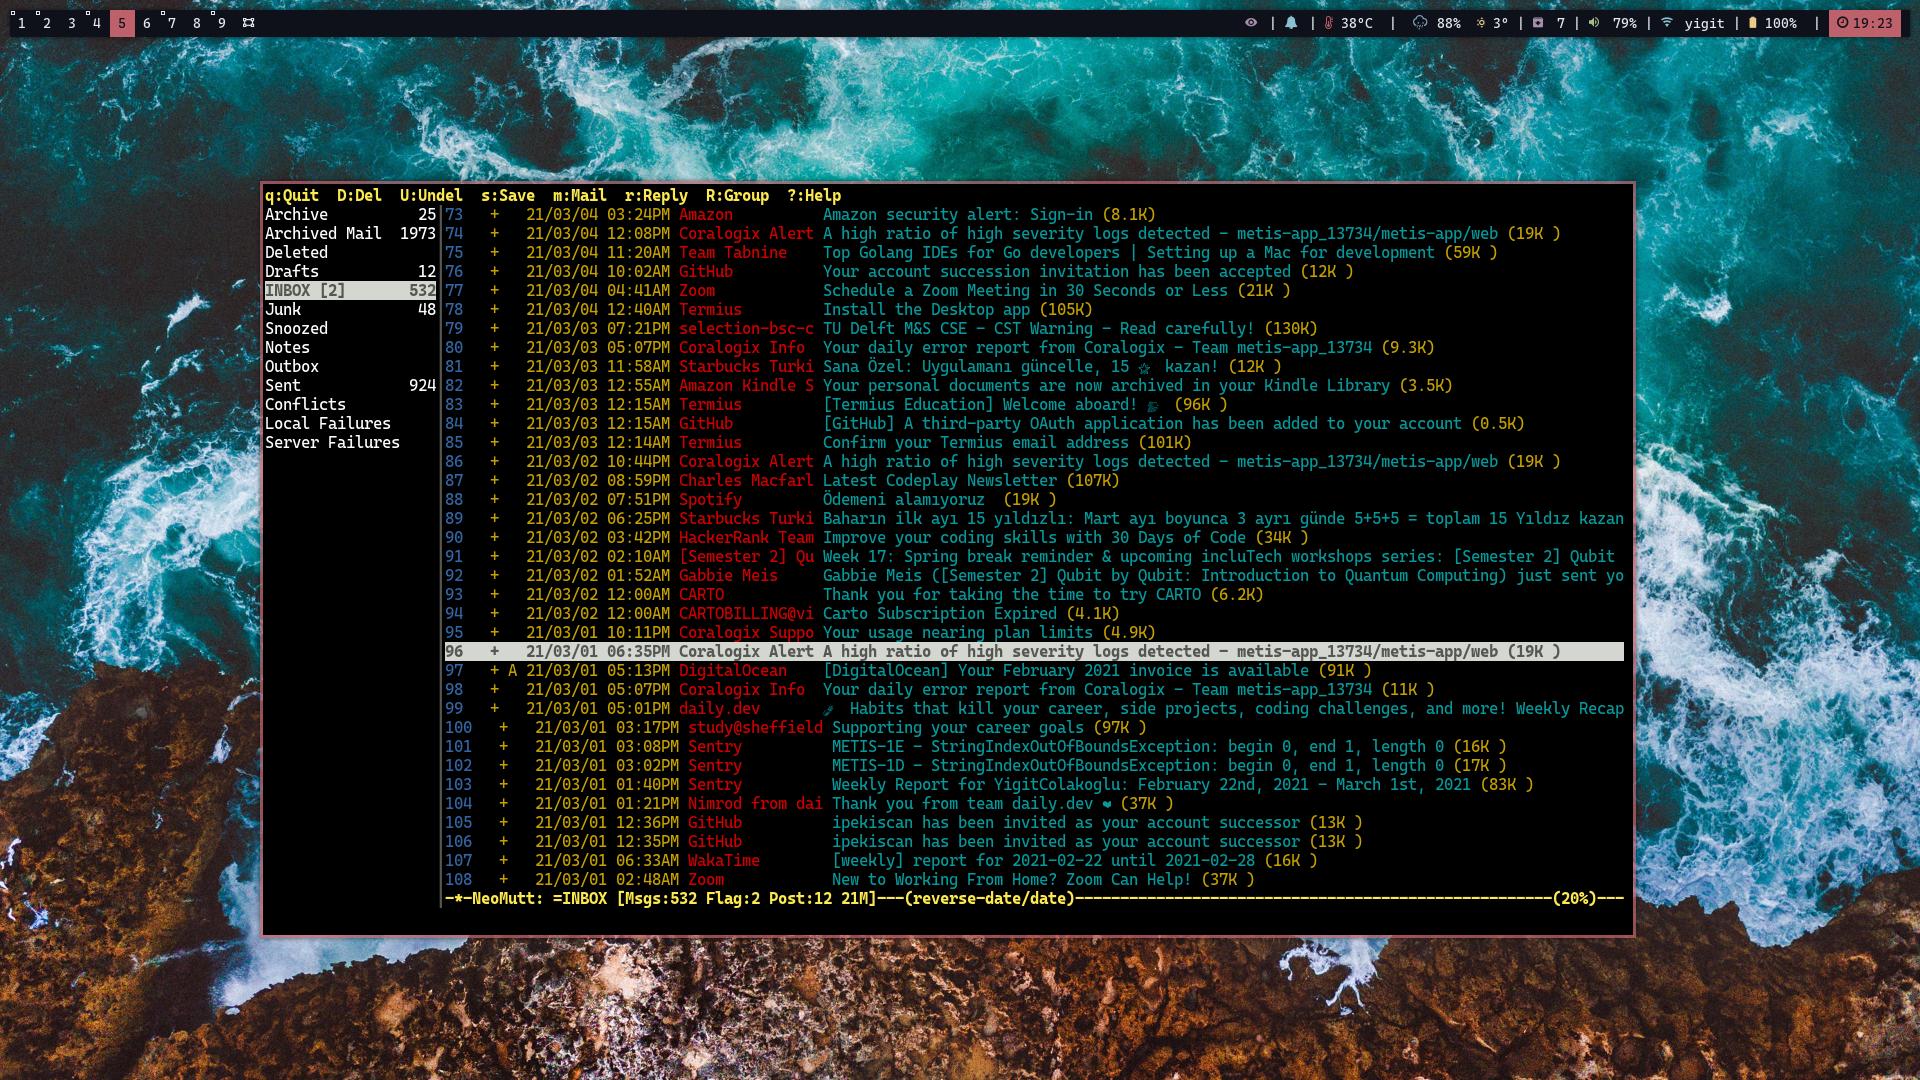 1 2 3 4 5 6 7 8 9 | | 38°C | 88% 3° | 7 | 79% | yigit | 100% | 19:23
q:Quit D:Del U:Undel s:Save m:Mail r:Reply R:Group ?:Help
Archive 25
Archived Mail 1973
Deleted
Drafts 12
INBOX [2] 532
Junk 48
Snoozed
Notes
Outbox
Sent 924
Conflicts
Local Failures
Server Failures
73 + 21/03/04 03:24PM Amazon Amazon security alert: Sign-in (8.1K)
74 + 21/03/04 12:08PM Coralogix Alert A high ratio of high severity logs detected - metis-app_13734/metis-app/web (19K )
75 + 21/03/04 11:20AM Team Tabnine Top Golang IDEs for Go developers | Setting up a Mac for development (59K )
76 + 21/03/04 10:02AM GitHub Your account succession invitation has been accepted (12K )
77 + 21/03/04 04:41AM Zoom Schedule a Zoom Meeting in 30 Seconds or Less (21K )
78 + 21/03/04 12:40AM Termius Install the Desktop app (105K)
79 + 21/03/03 07:21PM selection-bsc-c TU Delft M&S CSE - CST Warning - Read carefully! (130K)
80 + 21/03/03 05:07PM Coralogix Info Your daily error report from Coralogix - Team metis-app_13734 (9.3K)
81 + 21/03/03 11:58AM Starbucks Turki Sana Özel: Uygulamanı güncelle, 15 ☆ kazan! (12K )
82 + 21/03/03 12:55AM Amazon Kindle S Your personal documents are now archived in your Kindle Library (3.5K)
83 + 21/03/03 12:15AM Termius [Termius Education] Welcome aboard! (96K )
84 + 21/03/03 12:15AM GitHub [GitHub] A third-party OAuth application has been added to your account (0.5K)
85 + 21/03/03 12:14AM Termius Confirm your Termius email address (101K)
86 + 21/03/02 10:44PM Coralogix Alert A high ratio of high severity logs detected - metis-app_13734/metis-app/web (19K )
87 + 21/03/02 08:59PM Charles Macfarl Latest Codeplay Newsletter (107K)
88 + 21/03/02 07:51PM Spotify Ödemeni alamıyoruz (19K )
89 + 21/03/02 06:25PM Starbucks Turki Baharın ilk ayı 15 yıldızlı: Mart ayı boyunca 3 ayrı günde 5+5+5 = toplam 15 Yıldız kazan
90 + 21/03/02 03:42PM HackerRank Team Improve your coding skills with 30 Days of Code (34K )
91 + 21/03/02 02:10AM [Semester 2] Qu Week 17: Spring break reminder & upcoming incluTech workshops series: [Semester 2] Qubit
92 + 21/03/02 01:52AM Gabbie Meis Gabbie Meis ([Semester 2] Qubit by Qubit: Introduction to Quantum Computing) just sent yo
93 + 21/03/02 12:00AM CARTO Thank you for taking the time to try CARTO (6.2K)
94 + 21/03/02 12:00AM CARTOBILLING@vi Carto Subscription Expired (4.1K)
95 + 21/03/01 10:11PM Coralogix Suppo Your usage nearing plan limits (4.9K)
96 + 21/03/01 06:35PM Coralogix Alert A high ratio of high severity logs detected - metis-app_13734/metis-app/web (19K )
97 + A 21/03/01 05:13PM DigitalOcean [DigitalOcean] Your February 2021 invoice is available (91K )
98 + 21/03/01 05:07PM Coralogix Info Your daily error report from Coralogix - Team metis-app_13734 (11K )
99 + 21/03/01 05:01PM daily.dev Habits that kill your career, side projects, coding challenges, and more! Weekly Recap
100 + 21/03/01 03:17PM study@sheffield Supporting your career goals (97K )
101 + 21/03/01 03:08PM Sentry METIS-1E - StringIndexOutOfBoundsException: begin 0, end 1, length 0 (16K )
102 + 21/03/01 03:02PM Sentry METIS-1D - StringIndexOutOfBoundsException: begin 0, end 1, length 0 (17K )
103 + 21/03/01 01:40PM Sentry Weekly Report for YigitColakoglu: February 22nd, 2021 - March 1st, 2021 (83K )
104 + 21/03/01 01:21PM Nimrod from dai Thank you from team daily.dev ❤ (37K )
105 + 21/03/01 12:36PM GitHub ipekiscan has been invited as your account successor (13K )
106 + 21/03/01 12:35PM GitHub ipekiscan has been invited as your account successor (13K )
107 + 21/03/01 06:33AM WakaTime [weekly] report for 2021-02-22 until 2021-02-28 (16K )
108 + 21/03/01 02:48AM Zoom New to Working From Home? Zoom Can Help! (37K )
-*-NeoMutt: =INBOX [Msgs:532 Flag:2 Post:12 21M]---(reverse-date/date)-----------------------------------------------------(20%)---